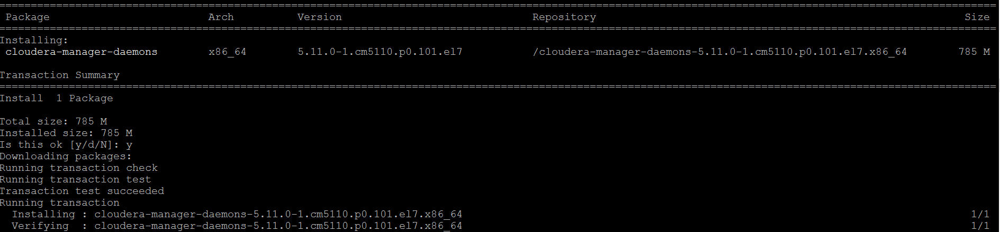 ================================================================================================================================================================
Package Arch Version Repository Size
================================================================================================================================================================
Installing:
cloudera-manager-daemons x86_64 5.11.0-1.cm5110.p0.101.el7 /cloudera-manager-daemons-5.11.0-1.cm5110.p0.101.el7.x86_64 785 M
Transaction Summary
================================================================================================================================================================
Install 1 Package
Total size: 785 M
Installed size: 785 M
Is this ok [y/d/N]: y
Downloading packages:
Running transaction check
Running transaction test
Transaction test succeeded
Running transaction
Installing : cloudera-manager-daemons-5.11.0-1.cm5110.p0.101.el7.x86_64 1/1
Verifying : cloudera-manager-daemons-5.11.0-1.cm5110.p0.101.el7.x86_64 1/1